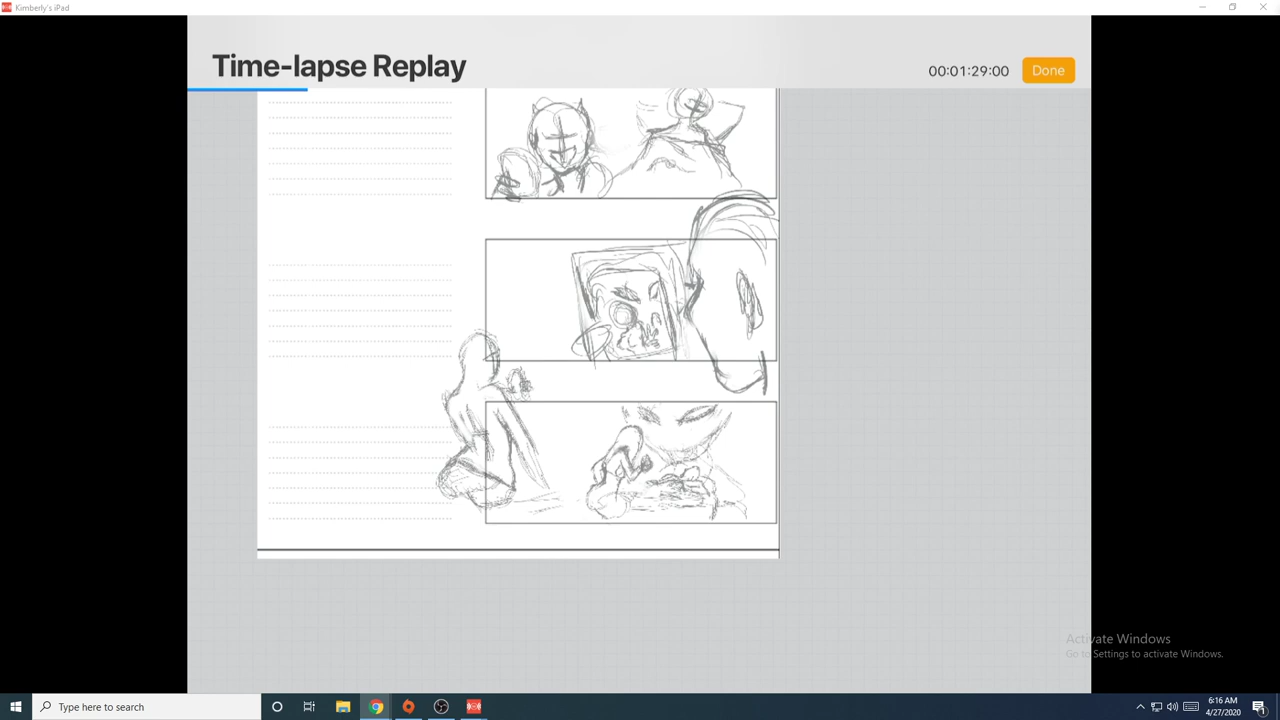 Kimberly's iPad
Time-lapse Replay
00:01:29:00
Done
Activate Windows
Go to Settings to activate Windows.
Type here to search
6:16 AM
4/27/2020
1